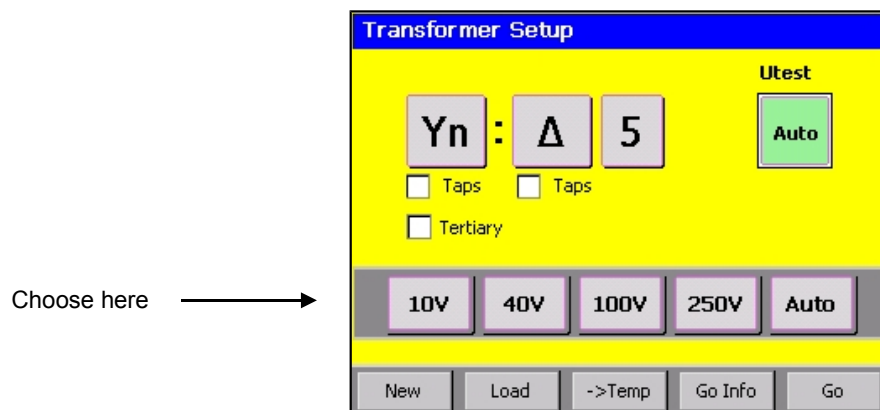 Transformer Setup
Utest
Yn : Δ 5 Auto
Taps Taps
Tertiary
Choose here
10V 40V 100V 250V Auto
New Load ->Temp Go Info Go